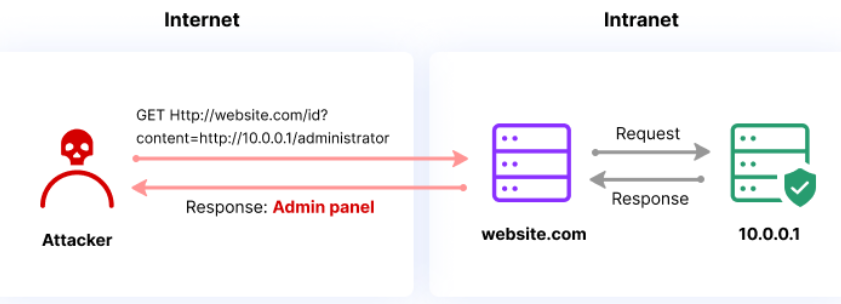 Internet
Intranet
GET Http://website.com/id?
content=http://10.0.0.1/administrator
Response: Admin panel
Attacker
Request
Response
website.com
10.0.0.1